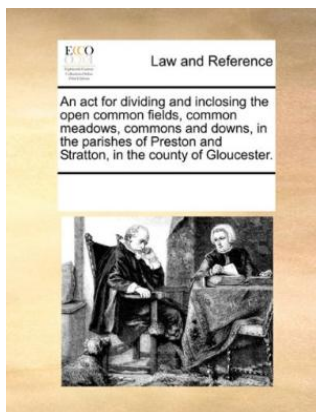 ECCO
Law and Reference
An act for dividing and inclosing the
open common fields, common
meadows, commons and downs, in
the parishes of Preston and
Stratton, in the county of Gloucester.